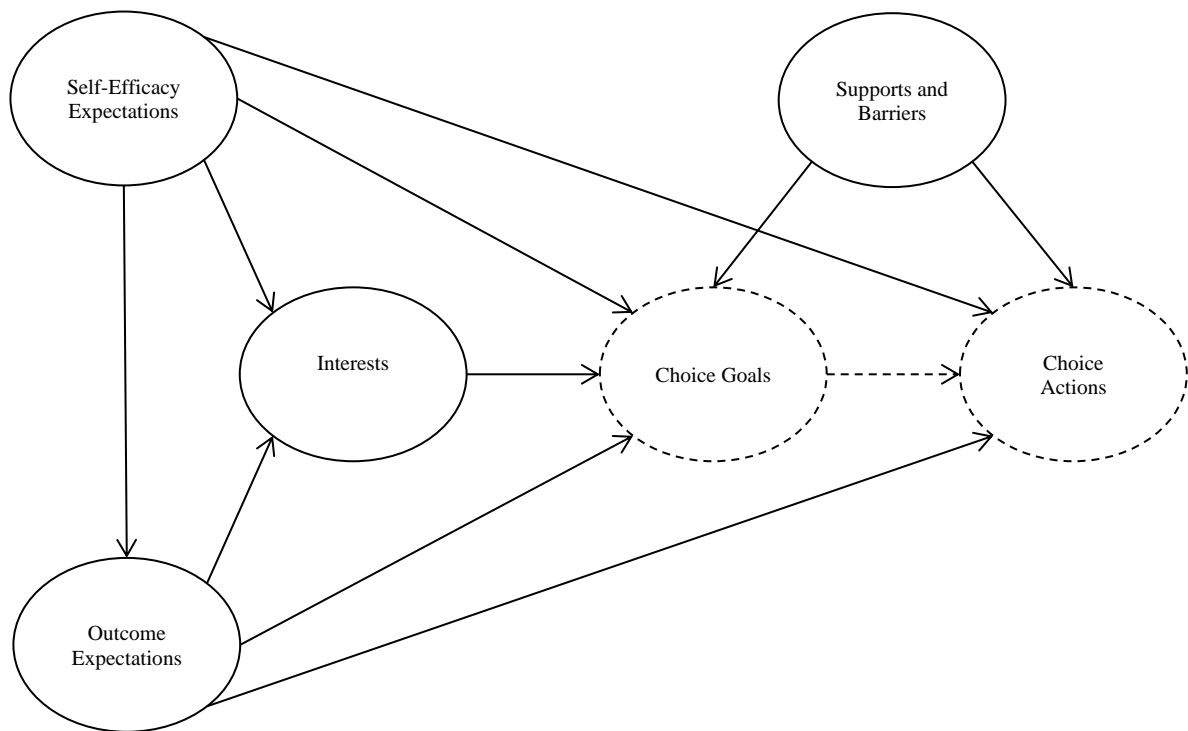 Self-Efficacy
Expectations
Supports and
Barriers
Interests
Choice Goals
Choice
Actions
Outcome
Expectations